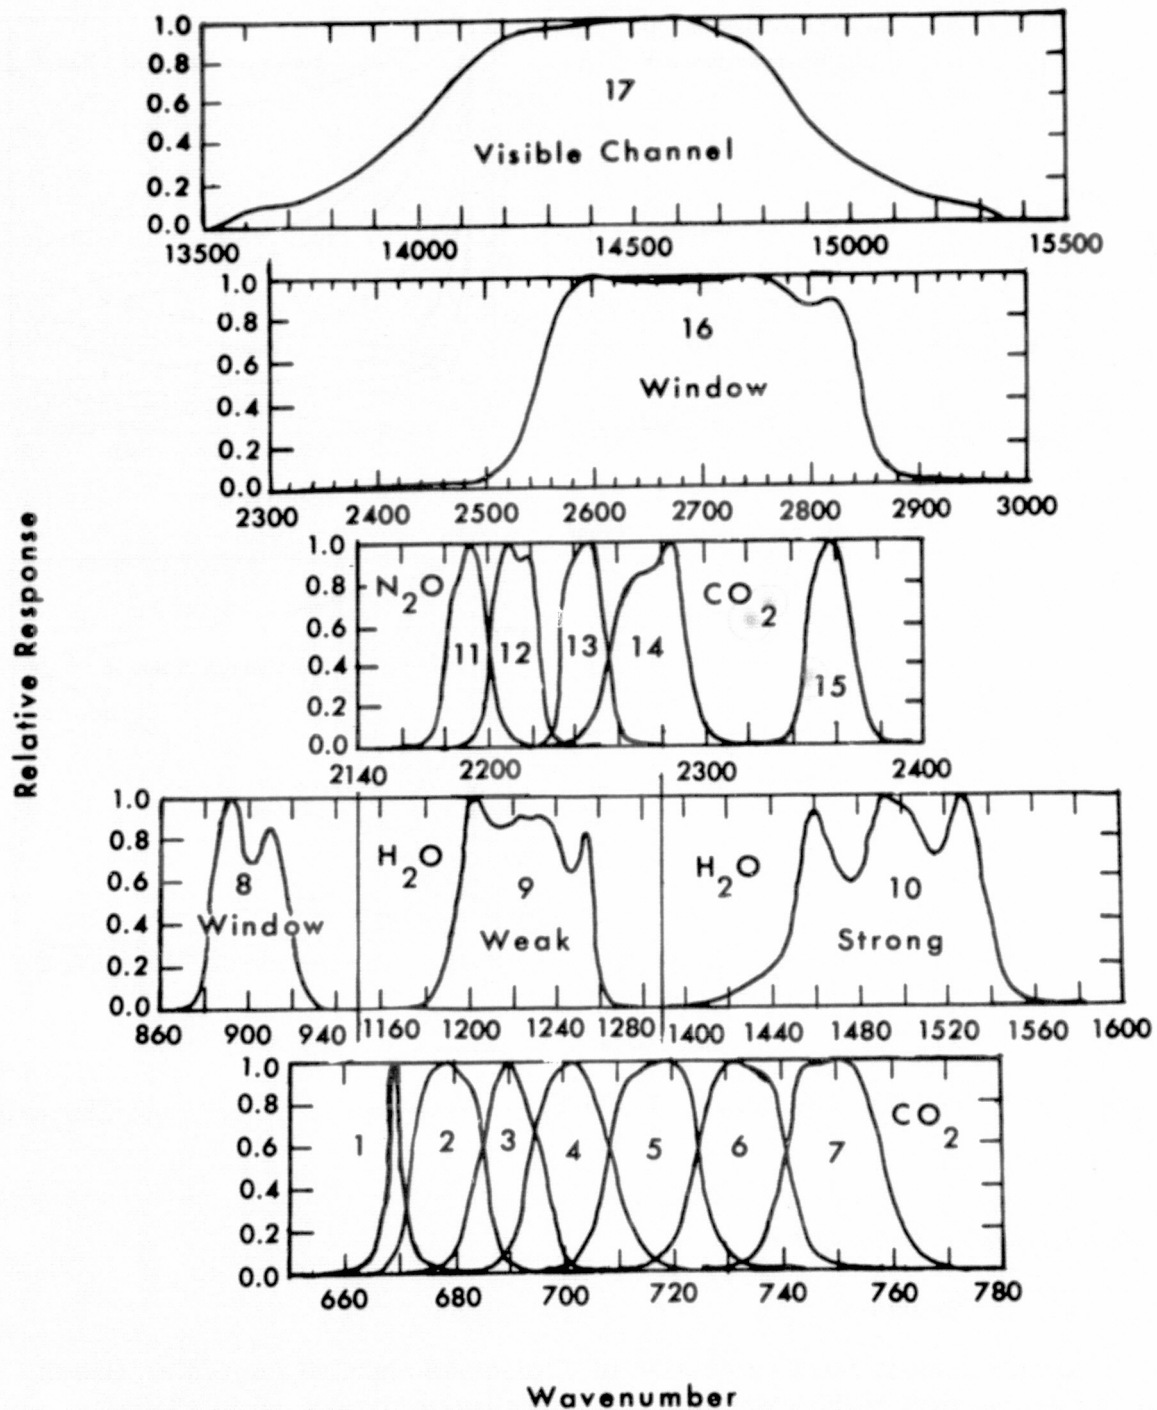 1.0
0.8
0.6
0.4
0.2
0.0
17
Visible Channel
13500 14000 14500 15000 15500
1.0
0.8
0.6
0.4
0.2
0.0
16
Window
2300 2400 2500 2600 2700 2800 2900 3000
Relative Response
1.0
0.8
0.6
0.4
0.2
0.0
N2O
CO2
11 12 13 14 15
2140 2200 2300 2400
1.0
0.8
0.6
0.4
0.2
0.0
8
Window
H2O
9
Weak
H2O
10
Strong
860 900 940 1160 1200 1240 1280 1400 1440 1480 1520 1560 1600
1.0
0.8
0.6
0.4
0.2
0.0
1 2 3 4 5 6 7
CO2
660 680 700 720 740 760 780
Wavenumber